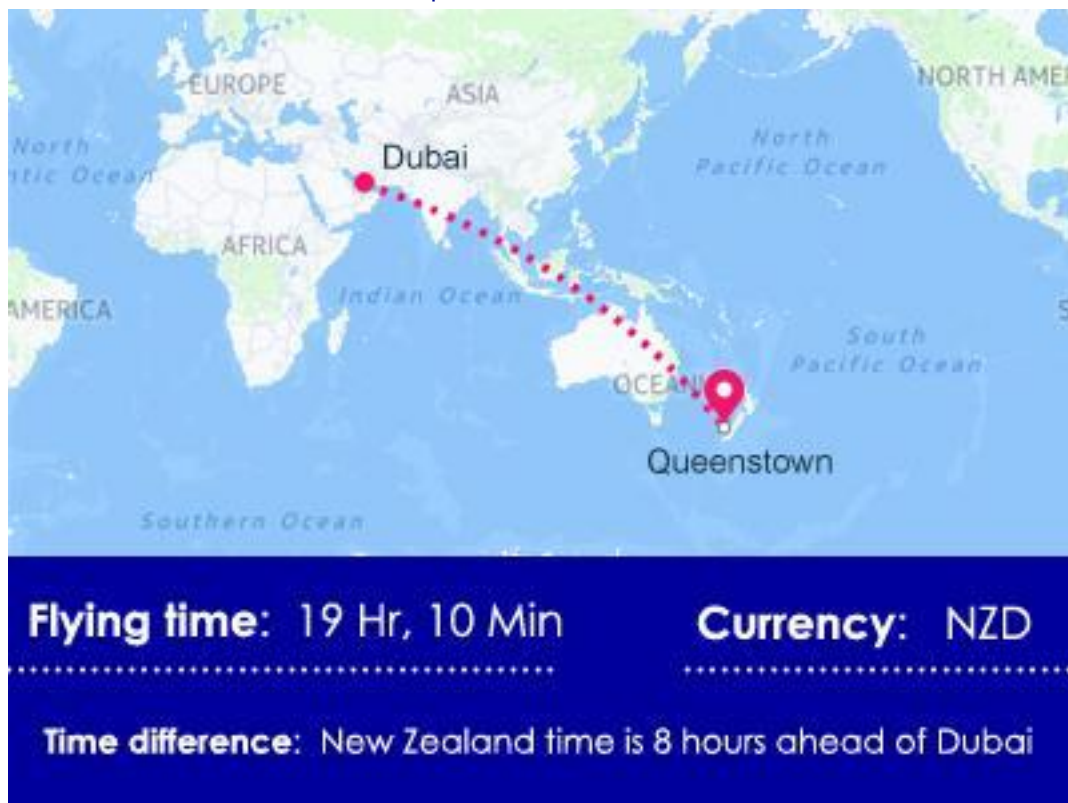 EUROPE
ASIA
NORTH AME
North
ntic Ocean
Dubai
North
Pacific Ocean
AFRICA
Indian Ocean
AMERICA
South
Pacific Ocean
OCEAN
Queenstown
Southern Ocean
Flying time: 19 Hr, 10 Min
Currency: NZD
Time difference: New Zealand time is 8 hours ahead of Dubai